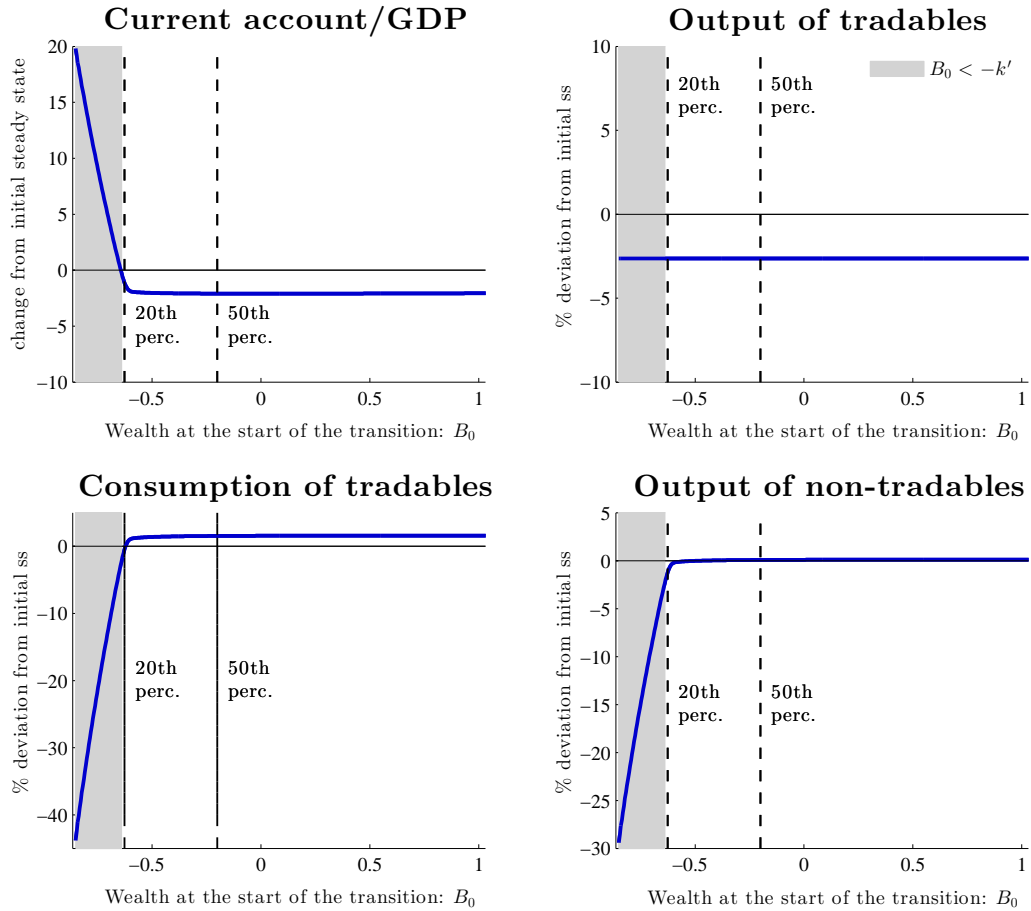 Current account/GDP
change from initial steady state
20
15
10
5
0
−5
−10
20th
perc.
50th
perc.
−0.5
0
0.5
1
Wealth at the start of the transition: B₀
Output of tradables
% deviation from initial ss
10
5
0
−5
−10
B₀ < −k′
20th
perc.
50th
perc.
−0.5
0
0.5
1
Wealth at the start of the transition: B₀
Consumption of tradables
% deviation from initial ss
0
−10
−20
−30
−40
20th
perc.
50th
perc.
−0.5
0
0.5
1
Wealth at the start of the transition: B₀
Output of non-tradables
% deviation from initial ss
5
0
−5
−10
−15
−20
−25
−30
20th
perc.
50th
perc.
−0.5
0
0.5
1
Wealth at the start of the transition: B₀